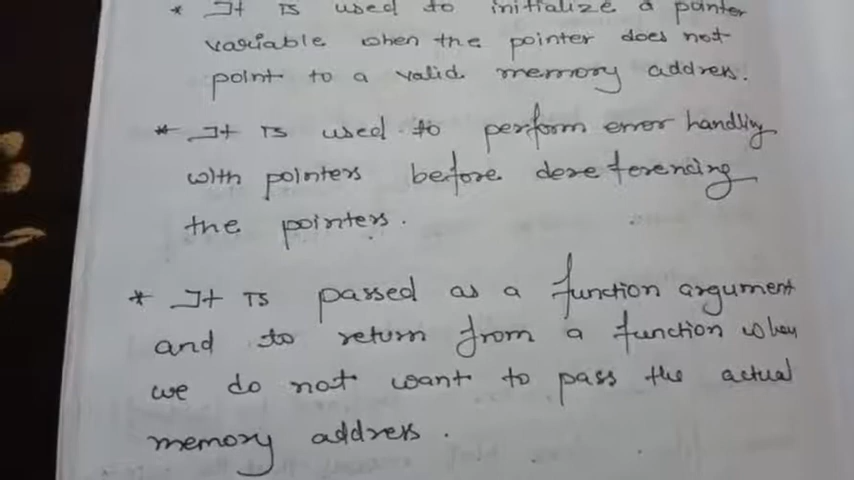 * It is used to initialize a pointer
variable when the pointer does not
point to a valid memory address.
* It is used to perform error handling
with pointers before dereferencing
the pointers.
* It is passed as a function argument
and to return from a function when
we do not want to pass the actual
memory address.